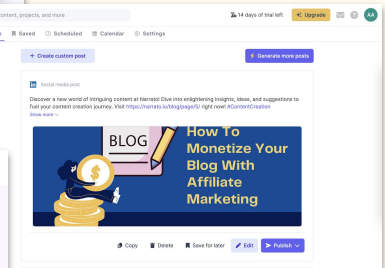 content, projects, and more
14 days of trial left
Upgrade
AA
Saved
Scheduled
Calendar
Settings
+ Create custom post
Generate more posts
in Social media post
Discover a new world of intriguing content at Narrato! Dive into enlightening insights, ideas, and suggestions to
fuel your content creation journey. Visit https://narrato.io/blog/page/5/ right now! #ContentCreation
Show more
BLOG
$
How To
Monetize Your
Blog With
Affiliate
Marketing
Copy
Delete
Save for later
Edit
Publish